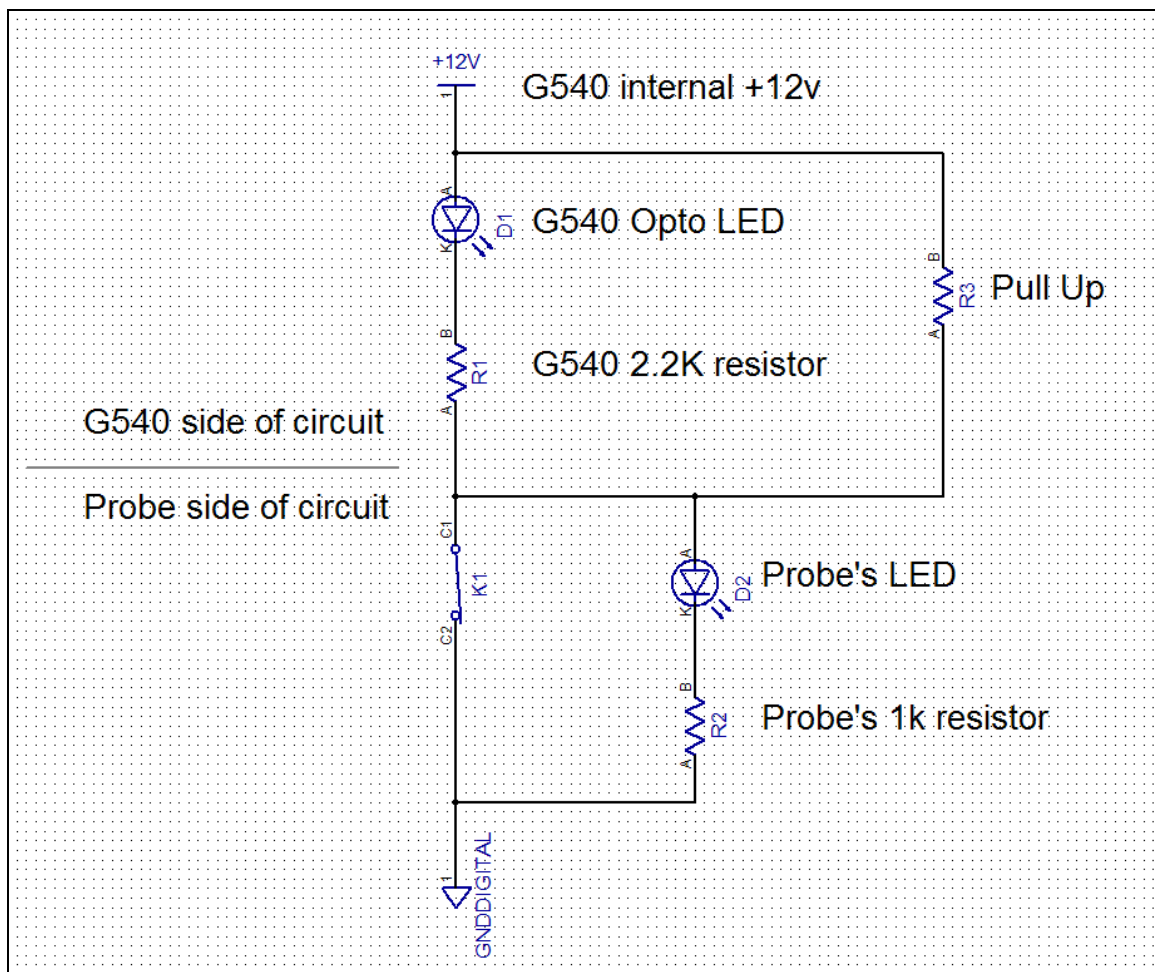 +12V
G540 internal +12v
1
A
G540 Opto LED
D1
K
B
R3
Pull Up
A
B
G540 2.2K resistor
R1
A
G540 side of circuit
Probe side of circuit
C1
K1
C2
A
Probe's LED
D2
K
B
Probe's 1k resistor
R2
A
1
GNDDIGITAL